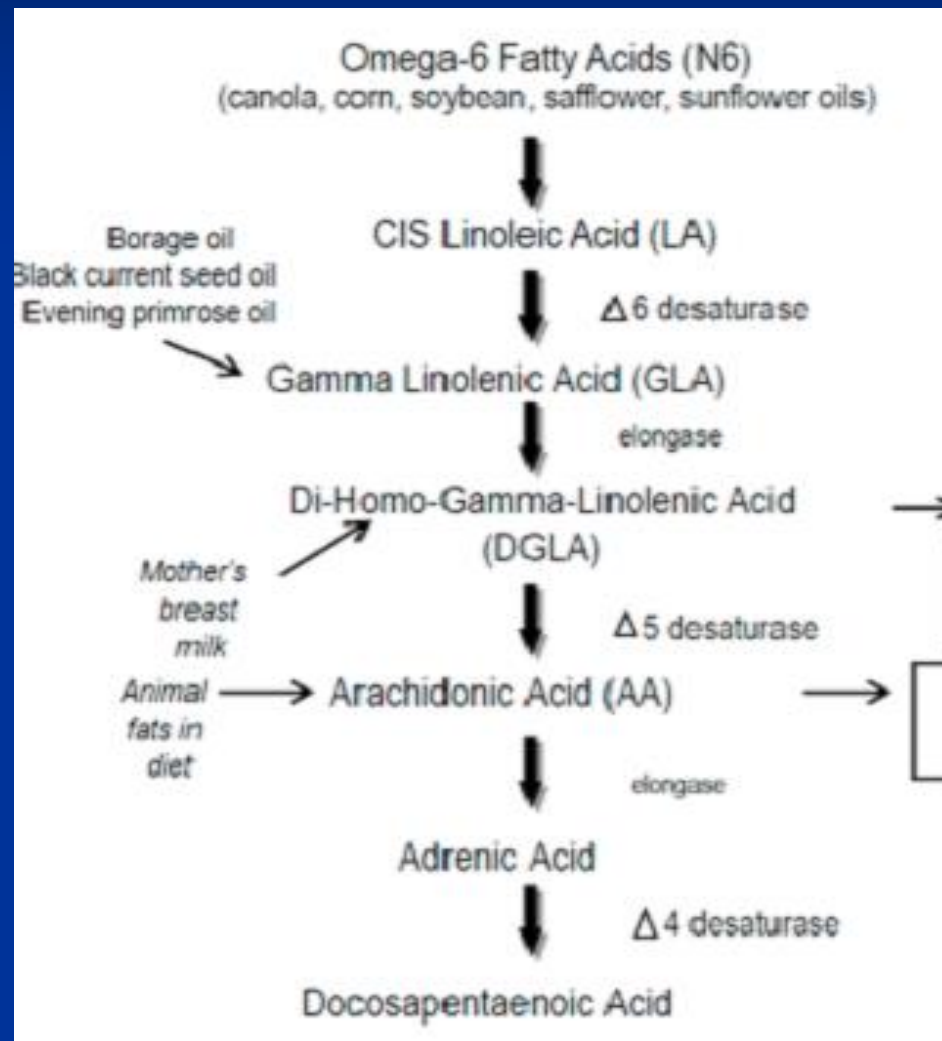 Omega-6 Fatty Acids (N6)
(canola, corn, soybean, safflower, sunflower oils)
CIS Linoleic Acid (LA)
Borage oil
Black current seed oil
Evening primrose oil
Δ6 desaturase
Gamma Linolenic Acid (GLA)
elongase
Di-Homo-Gamma-Linolenic Acid
(DGLA)
Mother's
breast
milk
Δ5 desaturase
Animal
fats in
diet
Arachidonic Acid (AA)
elongase
Adrenic Acid
Δ4 desaturase
Docosapentaenoic Acid